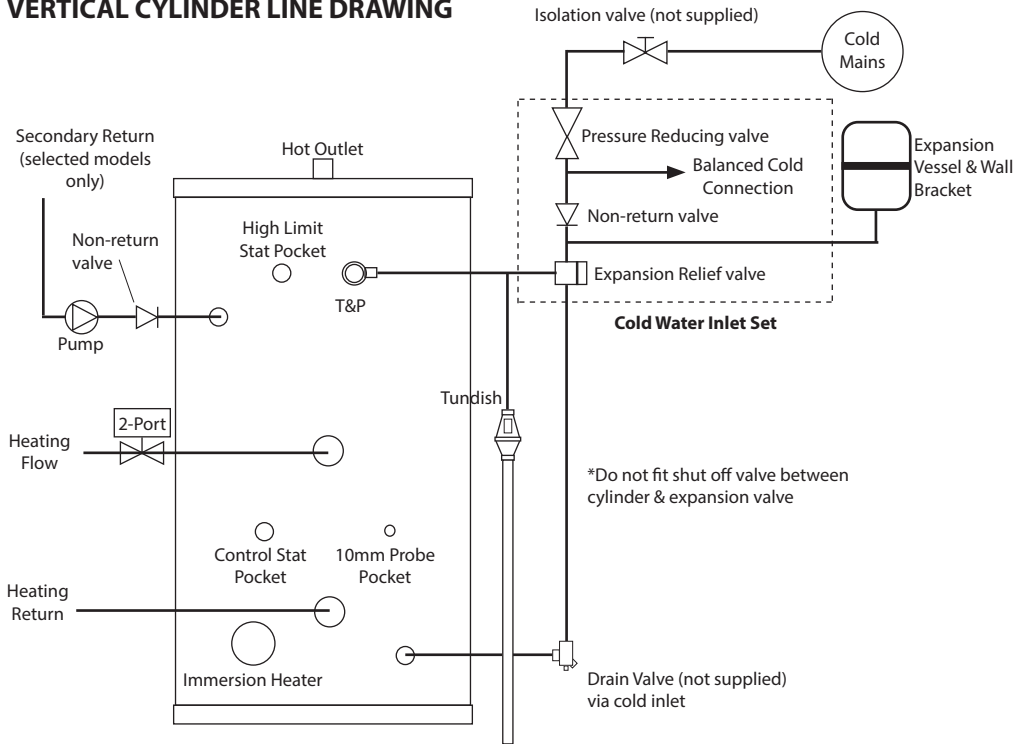 VERTICAL CYLINDER LINE DRAWING
Isolation valve (not supplied)
Cold
Mains
Secondary Return
(selected models
only)
Hot Outlet
Pressure Reducing valve
Balanced Cold
Connection
Expansion
Vessel & Wall
Bracket
Non-return
valve
High Limit
Stat Pocket
Non-return valve
T&P
Expansion Relief valve
Pump
Cold Water Inlet Set
Tundish
2-Port
Heating
Flow
*Do not fit shut off valve between
cylinder & expansion valve
Control Stat
Pocket
10mm Probe
Pocket
Heating
Return
Immersion Heater
Drain Valve (not supplied)
via cold inlet